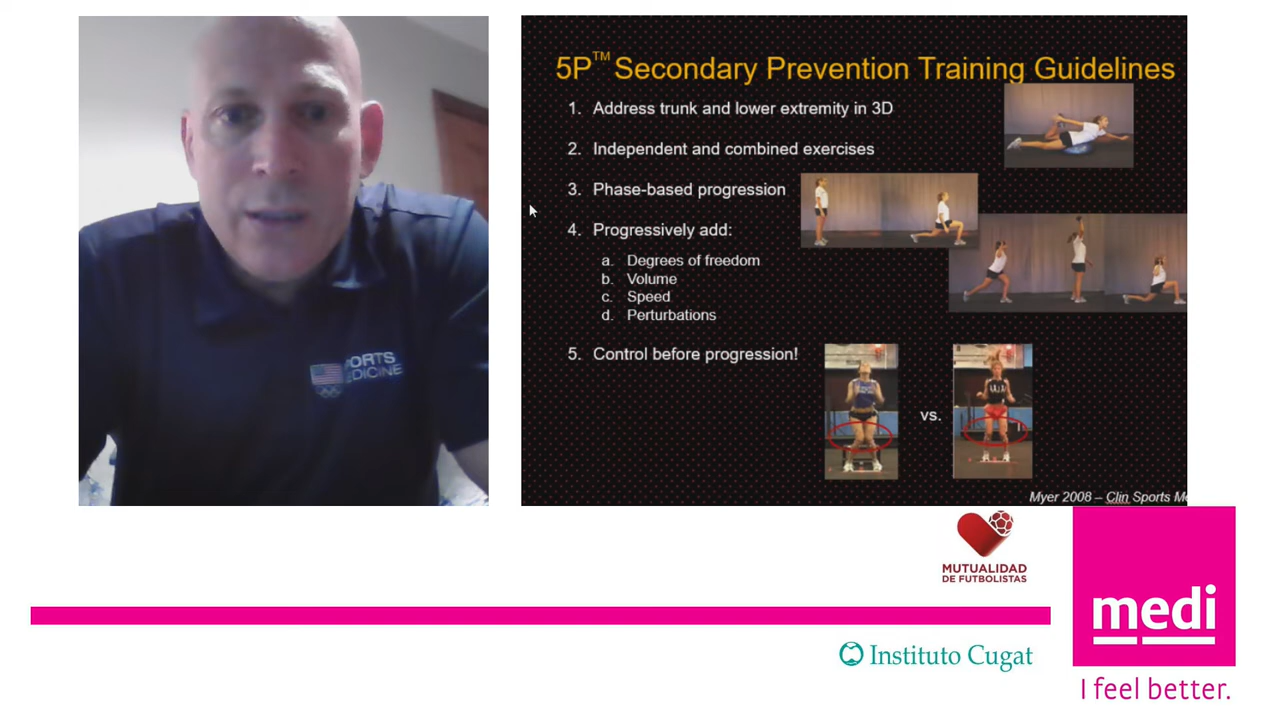 5P™ Secondary Prevention Training Guidelines
1. Address trunk and lower extremity in 3D
2. Independent and combined exercises
3. Phase-based progression
4. Progressively add:
a. Degrees of freedom
b. Volume
c. Speed
d. Perturbations
5. Control before progression!
vs.
Myer 2008 – Clin Sports Me
ORTS
EDICINE
MUTUALIDAD
DE FUTBOLISTAS
medi
Instituto Cugat
I feel better.